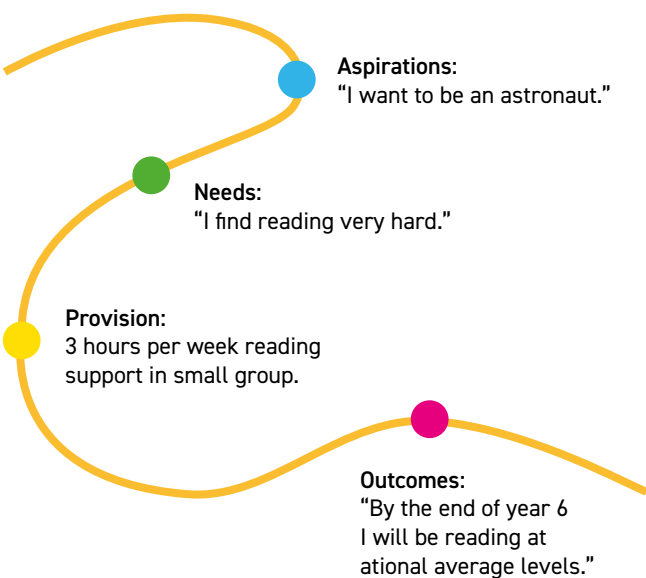 Aspirations:
“I want to be an astronaut.”
Needs:
“I find reading very hard.”
Provision:
3 hours per week reading
support in small group.
Outcomes:
“By the end of year 6
I will be reading at
ational average levels.”